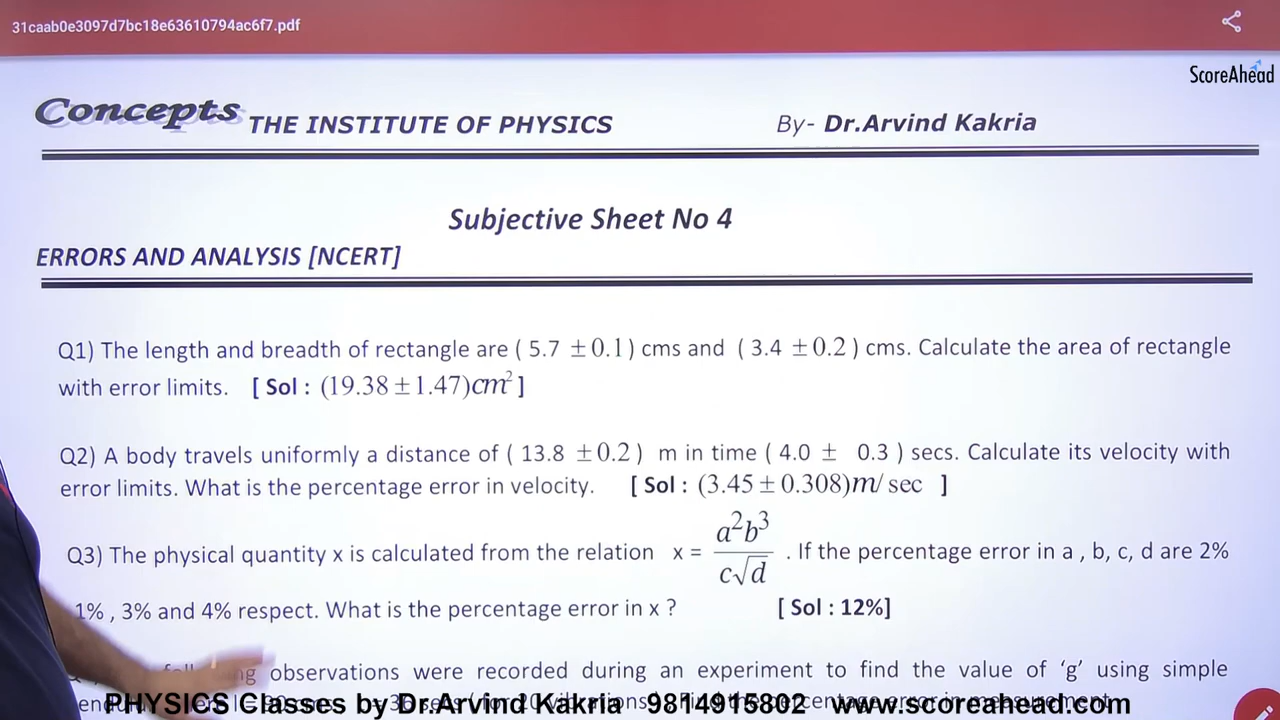 31caab0e3097d7bc18e63610794ac6f7.pdf
ScoreAhead
Concepts THE INSTITUTE OF PHYSICS By- Dr.Arvind Kakria
Subjective Sheet No 4
ERRORS AND ANALYSIS [NCERT]
Q1) The length and breadth of rectangle are ( 5.7 ±0.1 ) cms and ( 3.4 ±0.2 ) cms. Calculate the area of rectangle
with error limits. [ Sol : (19.38 ±1.47)cm² ]
Q2) A body travels uniformly a distance of ( 13.8 ±0.2 ) m in time ( 4.0 ± 0.3 ) secs. Calculate its velocity with
error limits. What is the percentage error in velocity. [ Sol : (3.45 ±0.308)m/sec ]
Q3) The physical quantity x is calculated from the relation x = a²b³ / c√d . If the percentage error in a , b, c, d are 2%
1% , 3% and 4% respect. What is the percentage error in x ? [ Sol : 12%]
observations were recorded during an experiment to find the value of ‘g’ using simple
PHYSICS Classes by Dr.Arvind Kakria 9814915802 www.scoreahead.com